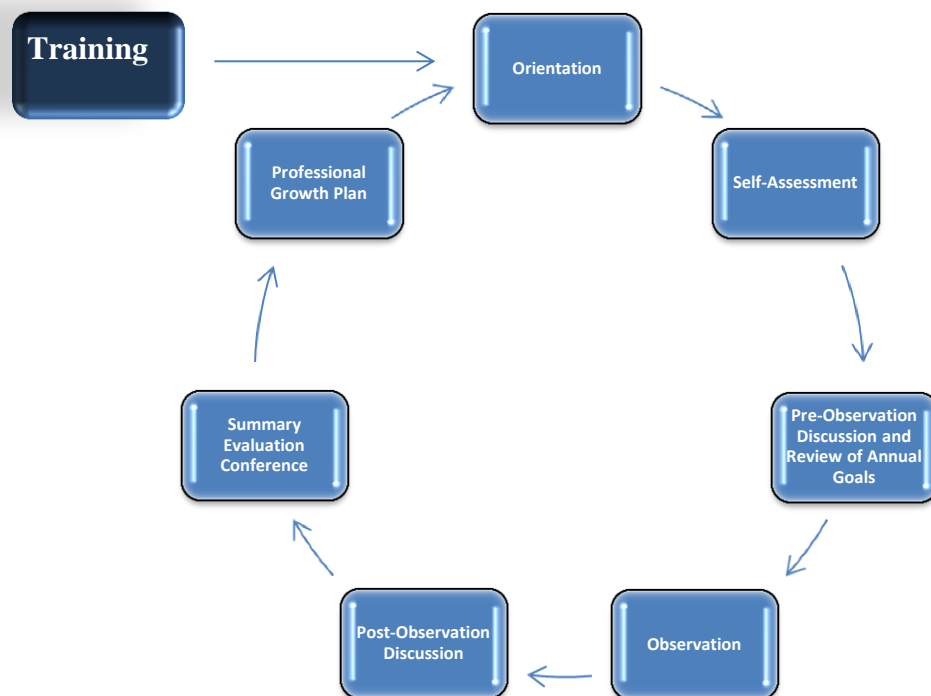 Training
Orientation
Self-Assessment
Pre-Observation
Discussion and
Review of Annual
Goals
Observation
Post-Observation
Discussion
Summary
Evaluation
Conference
Professional
Growth Plan